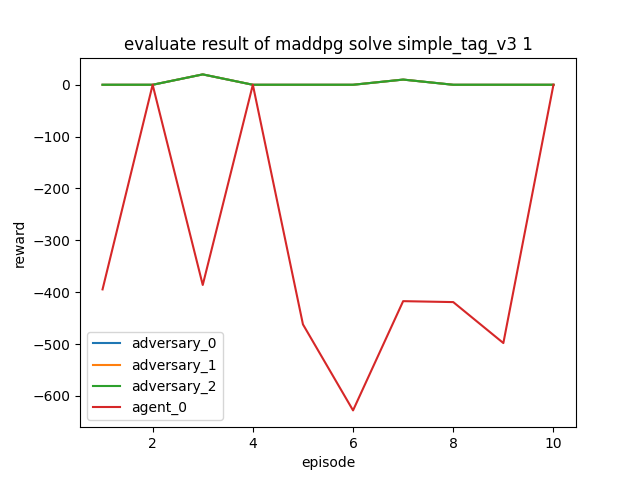 evaluate result of maddpg solve simple_tag_v3 1
0
−100
−200
−300
−400
−500
−600
reward
adversary_0
adversary_1
adversary_2
agent_0
2
4
6
8
10
episode